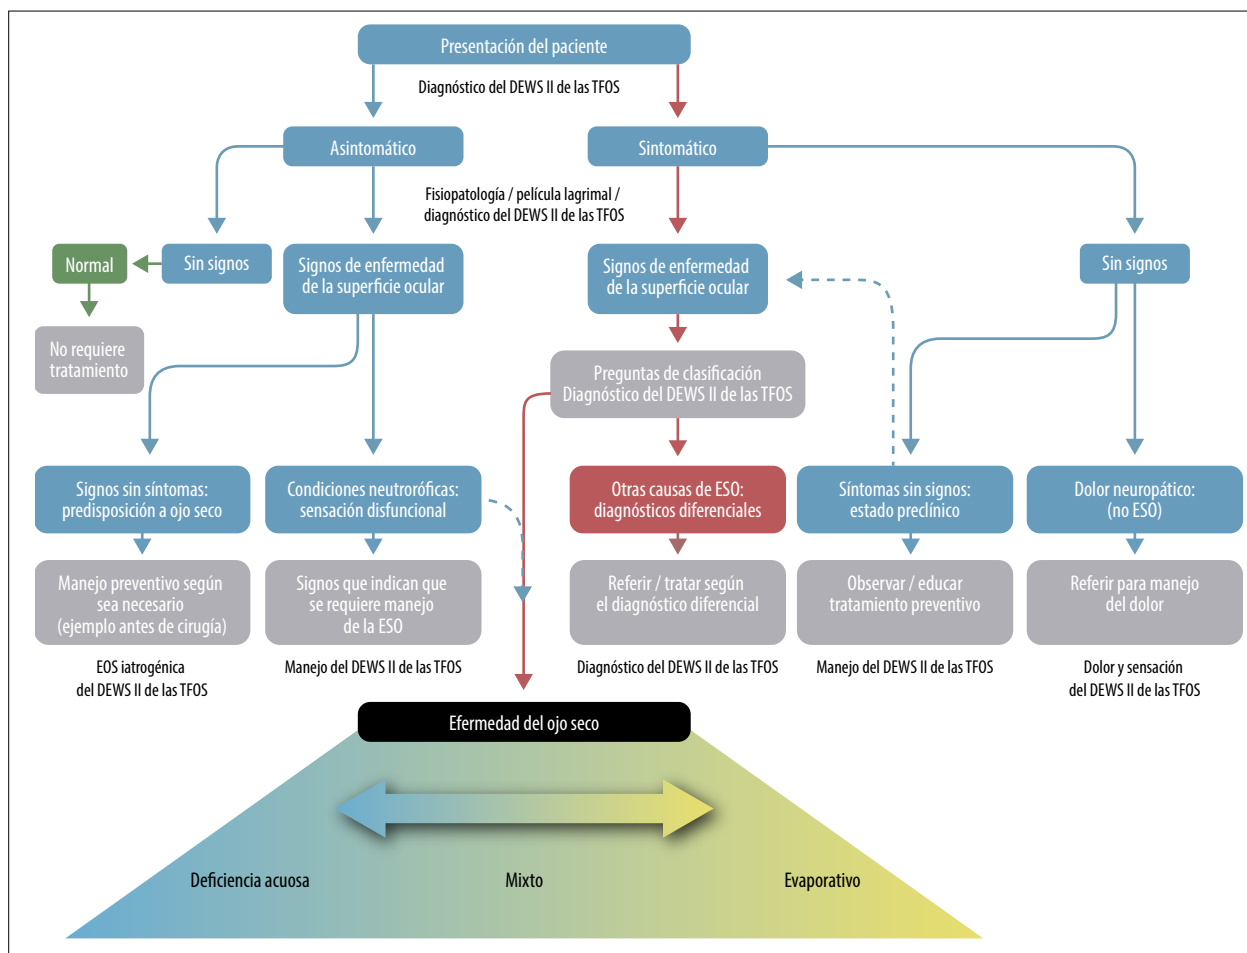 Presentación del paciente
Diagnóstico del DEWS II de las TFOS
Asintomático
Sintomático
Fisiopatología / película lagrimal /
diagnóstico del DEWS II de las TFOS
Normal
Sin signos
Signos de enfermedad
de la superficie ocular
Signos de enfermedad
de la superficie ocular
Sin signos
No requiere
tratamiento
Preguntas de clasificación
Diagnóstico del DEWS II de las TFOS
Signos sin síntomas:
predisposición a ojo seco
Condiciones neutroróficas:
sensación disfuncional
Otras causas de ESO:
diagnósticos diferenciales
Síntomas sin signos:
estado preclínico
Dolor neuropático:
(no ESO)
Manejo preventivo según
sea necesario
(ejemplo antes de cirugía)
Signos que indican que
se requiere manejo
de la ESO
Referir / tratar según
el diagnóstico diferencial
Observar / educar
tratamiento preventivo
Referir para manejo
del dolor
EOS iatrogénica
del DEWS II de las TFOS
Manejo del DEWS II de las TFOS
Diagnóstico del DEWS II de las TFOS
Manejo del DEWS II de las TFOS
Dolor y sensación
del DEWS II de las TFOS
Efermedad del ojo seco
Deficiencia acuosa
Mixto
Evaporativo